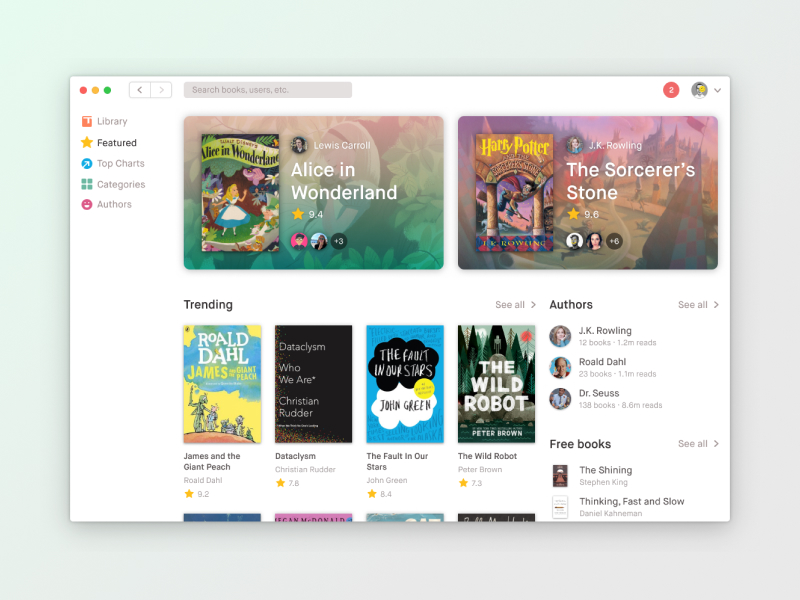 Search books, users, etc.
2
Library
Featured
Top Charts
Categories
Authors
WALT DISNEY'S
Alice in Wonderland
Lewis Carroll
Alice in
Wonderland
9.4
+3
Harry Potter
AND THE
SORCERER'S STONE
J.K. ROWLING
J.K. Rowling
The Sorcerer's
Stone
9.6
+6
Trending
See all
ROALD
DAHL
JAMES AND THE GIANT
PEACH
James and the
Giant Peach
Roald Dahl
9.2
Dataclysm
Who
We Are*
Christian
Rudder
Dataclysm
Christian Rudder
7.8
THE FAULT
IN OUR STARS
JOHN GREEN
The Fault In Our
Stars
John Green
8.4
THE
WILD
ROBOT
PETER BROWN
The Wild Robot
Peter Brown
7.3
Authors
See all
J.K. Rowling
12 books · 1.2m reads
Roald Dahl
23 books · 1.1m reads
Dr. Seuss
138 books · 8.6m reads
Free books
See all
The Shining
Stephen King
Thinking, Fast and Slow
Daniel Kahneman